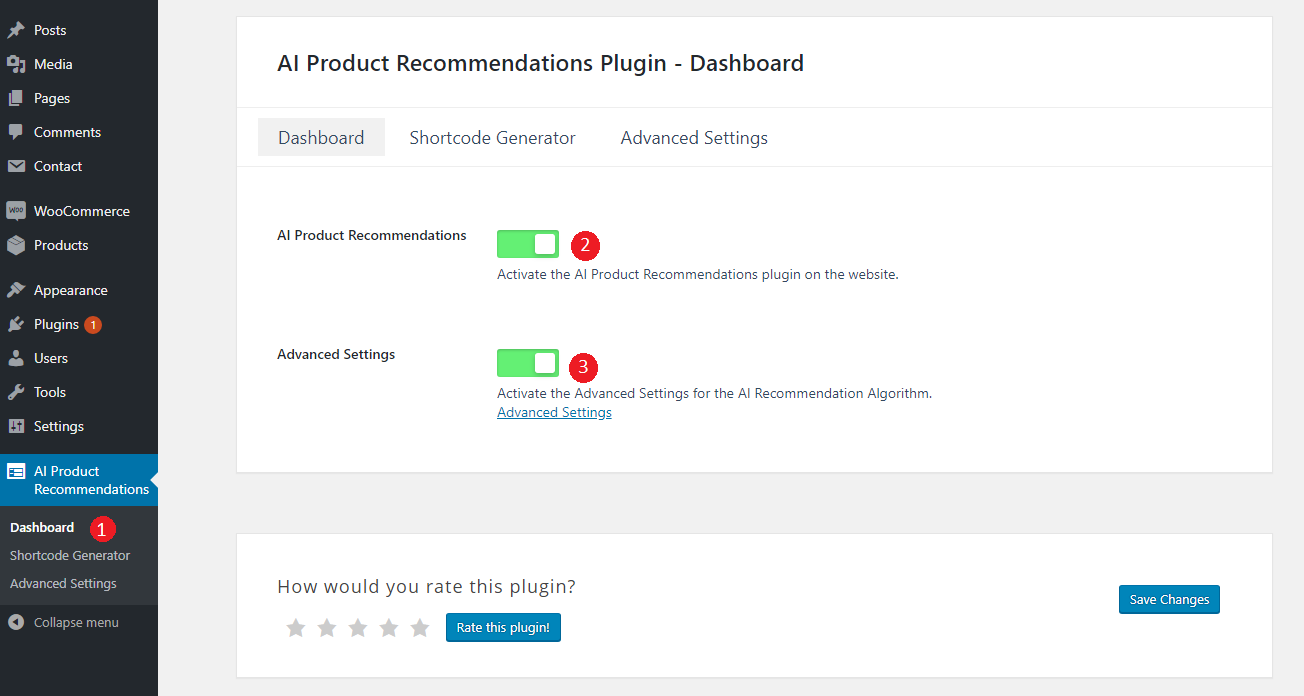 Posts
Media
Pages
Comments
Contact
WOO
WooCommerce
Products
Appearance
Plugins 1
Users
Tools
Settings
AI Product
Recommendations
Dashboard 1
Shortcode Generator
Advanced Settings
Collapse menu
AI Product Recommendations Plugin - Dashboard
Dashboard Shortcode Generator Advanced Settings
AI Product Recommendations 2
Activate the AI Product Recommendations plugin on the website.
Advanced Settings 3
Activate the Advanced Settings for the AI Recommendation Algorithm.
Advanced Settings
How would you rate this plugin?
Rate this plugin!
Save Changes